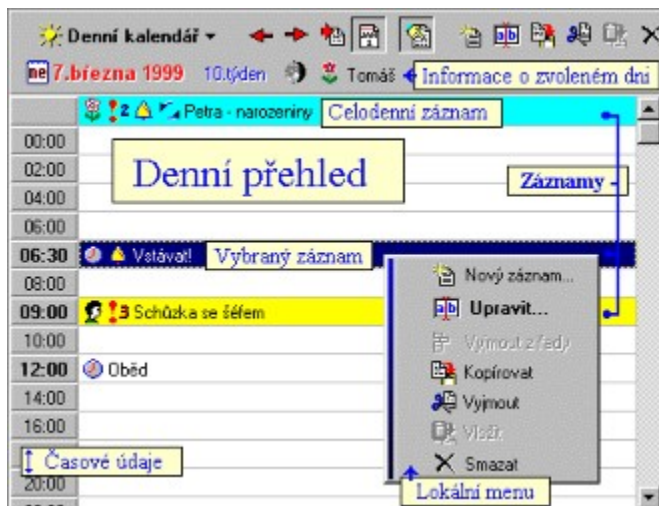 Denní kalendář
ne 7.března 1999 10.týden Tomáš Informace o zvoleném dni
2 Petra - narozeniny Celodenní záznam
00:00
02:00
Denní přehled
Záznamy
04:00
06:00
06:30 Vstávat! Vybraný záznam
08:00
Nový záznam...
09:00 3 Schůzka se šéfem
Upravit...
10:00
Vyjmout z řady
12:00 Oběd
Kopírovat
14:00
Vyjmout
16:00
Vložit
Časové údaje
Smazat
20:00
Lokální menu